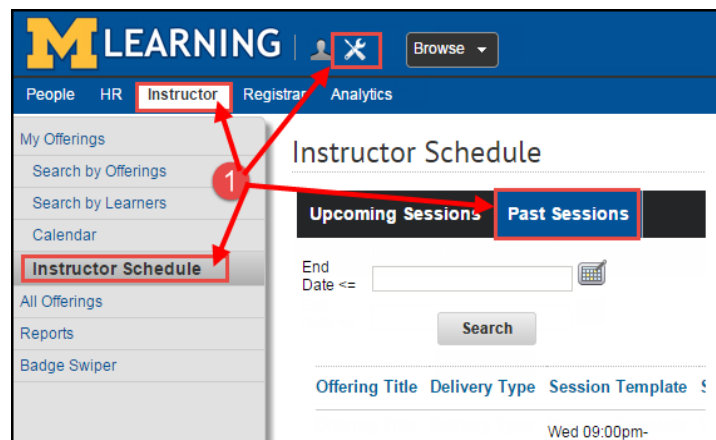 M LEARNING
Browse
People HR Instructor Registrar Analytics
My Offerings
Search by Offerings
Search by Learners
Calendar
Instructor Schedule
All Offerings
Reports
Badge Swiper
1
Instructor Schedule
Upcoming Sessions Past Sessions
End
Date <=
Search
Offering Title Delivery Type Session Template
Wed 09:00pm-